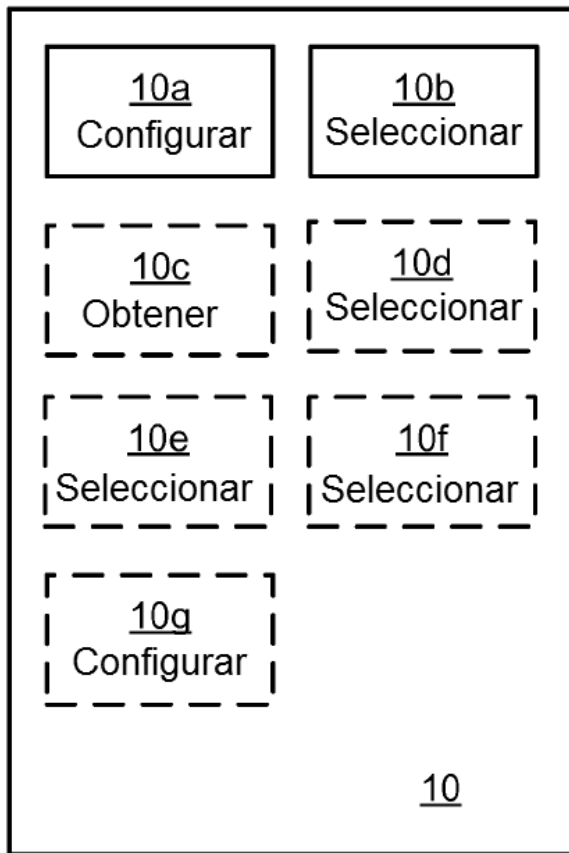 10a
Configurar
10b
Seleccionar
10c
Obtener
10d
Seleccionar
10e
Seleccionar
10f
Seleccionar
10g
Configurar
10